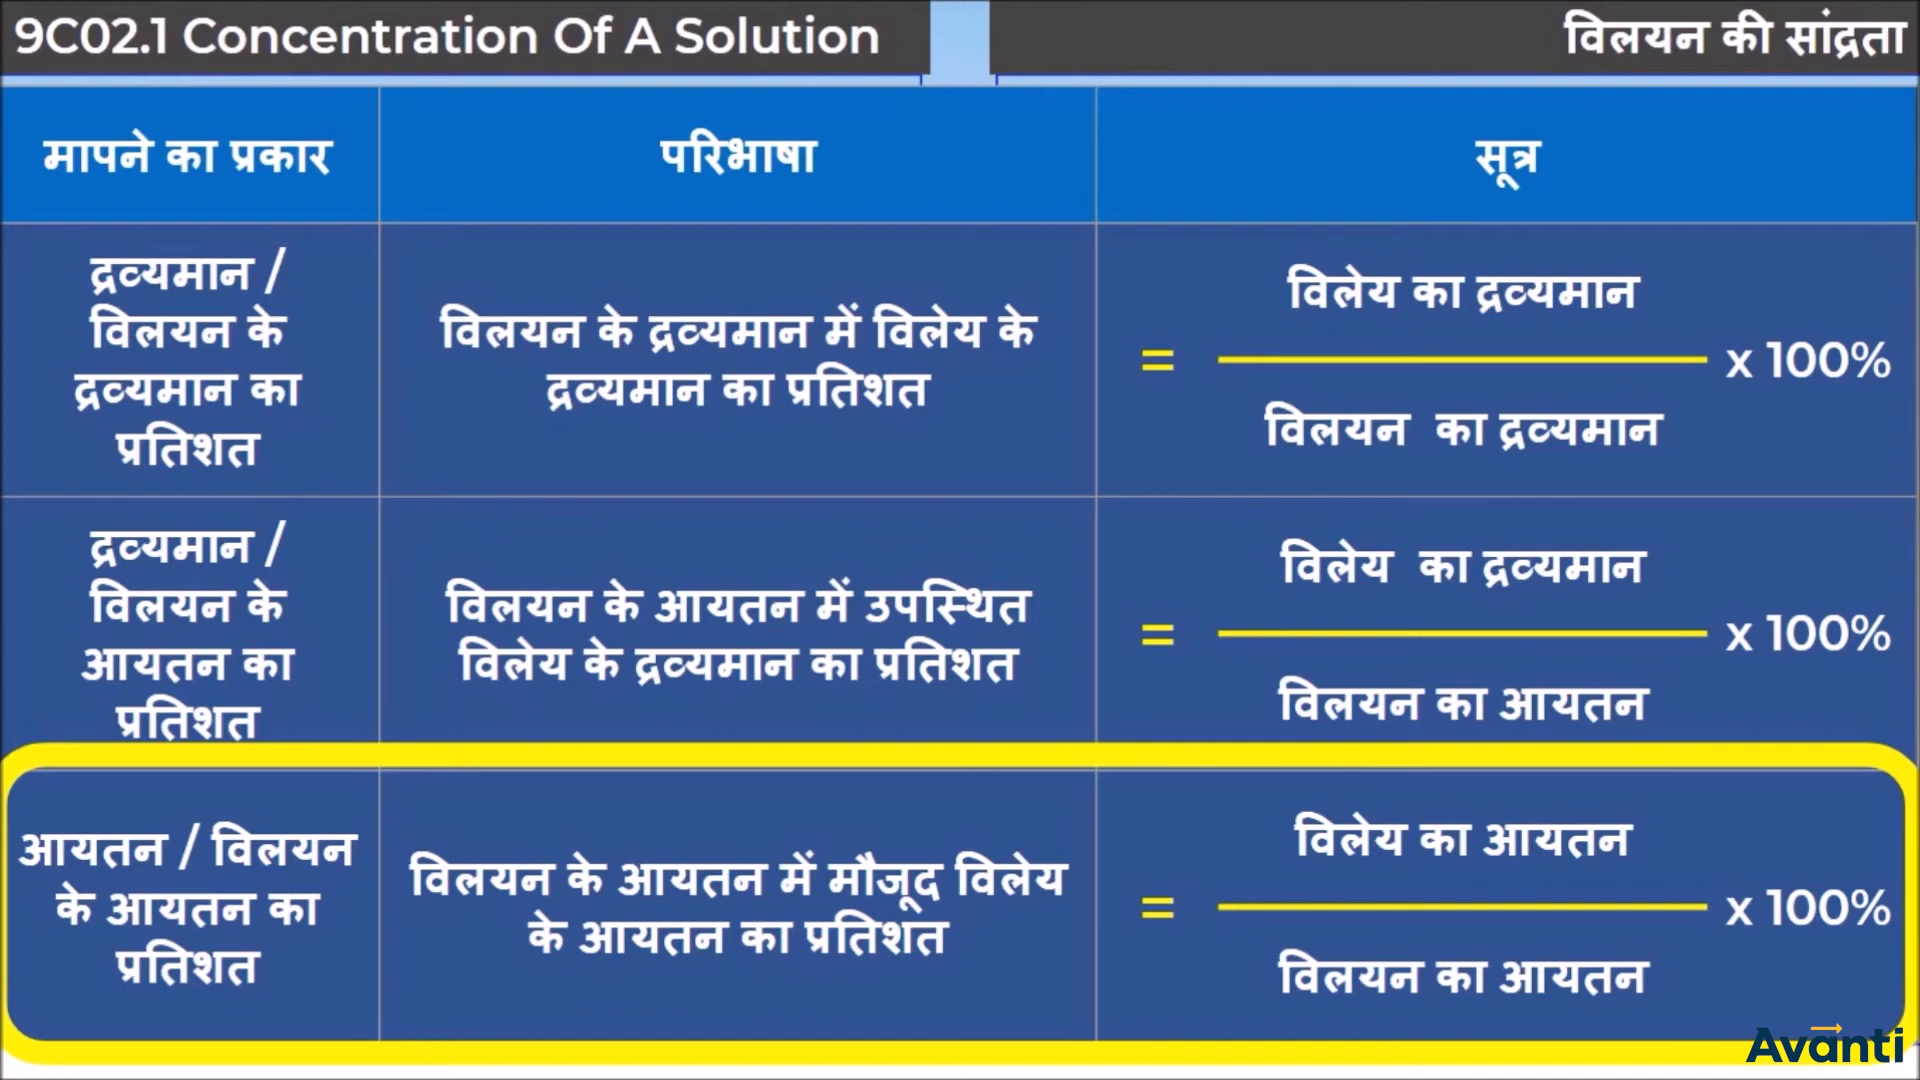 9C02.1 Concentration Of A Solution
विलयन की सांद्रता
मापने का प्रकार
परिभाषा
सूत्र
द्रव्यमान /
विलयन के
द्रव्यमान का
प्रतिशत
विलयन के द्रव्यमान में विलेय के
द्रव्यमान का प्रतिशत
विलेय का द्रव्यमान
= x 100%
विलयन का द्रव्यमान
द्रव्यमान /
विलयन के
आयतन का
प्रतिशत
विलयन के आयतन में उपस्थित
विलेय के द्रव्यमान का प्रतिशत
विलेय का द्रव्यमान
= x 100%
विलयन का आयतन
आयतन / विलयन
के आयतन का
प्रतिशत
विलयन के आयतन में मौजूद विलेय
के आयतन का प्रतिशत
विलेय का आयतन
= x 100%
विलयन का आयतन
Avanti